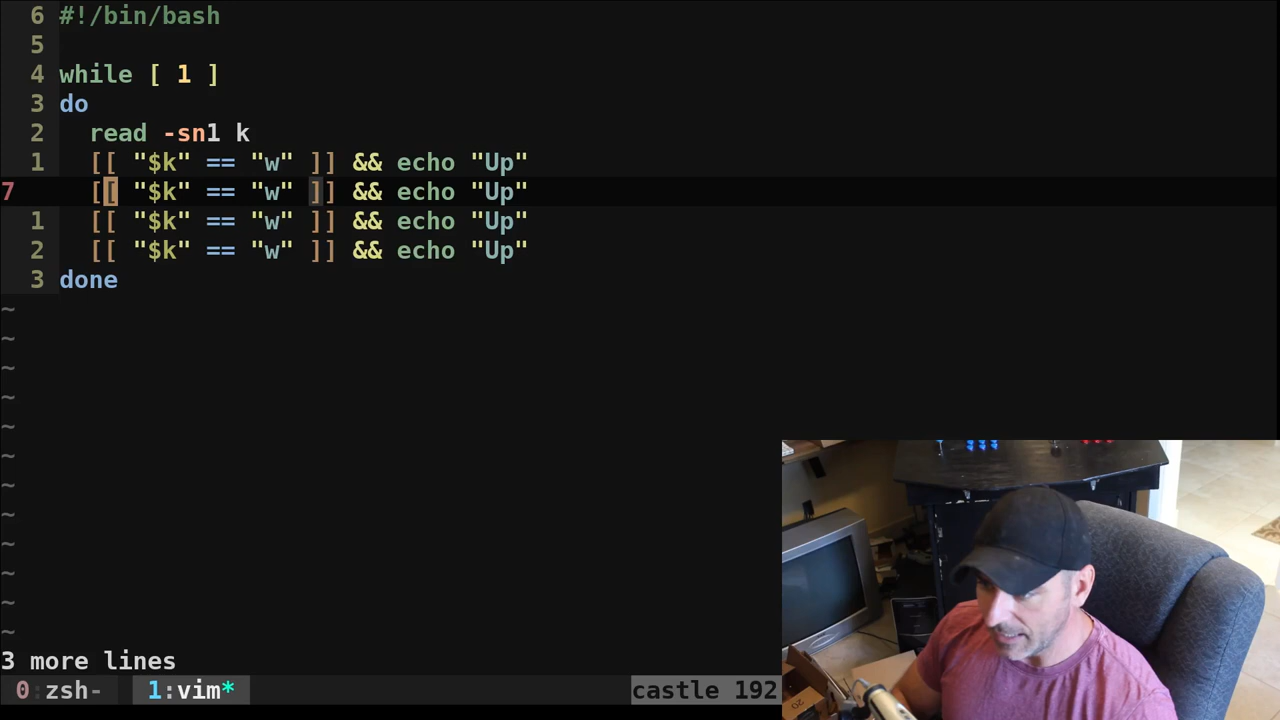 6 #!/bin/bash
5
4 while [ 1 ]
3 do
2   read -sn1 k
1   [[ "$k" == "w" ]] && echo "Up"
7   [[ "$k" == "w" ]] && echo "Up"
1   [[ "$k" == "w" ]] && echo "Up"
2   [[ "$k" == "w" ]] && echo "Up"
3 done
~
~
~
~
~
~
~
~
~
~
~
~
3 more lines
0:zsh- 1:vim* castle 192